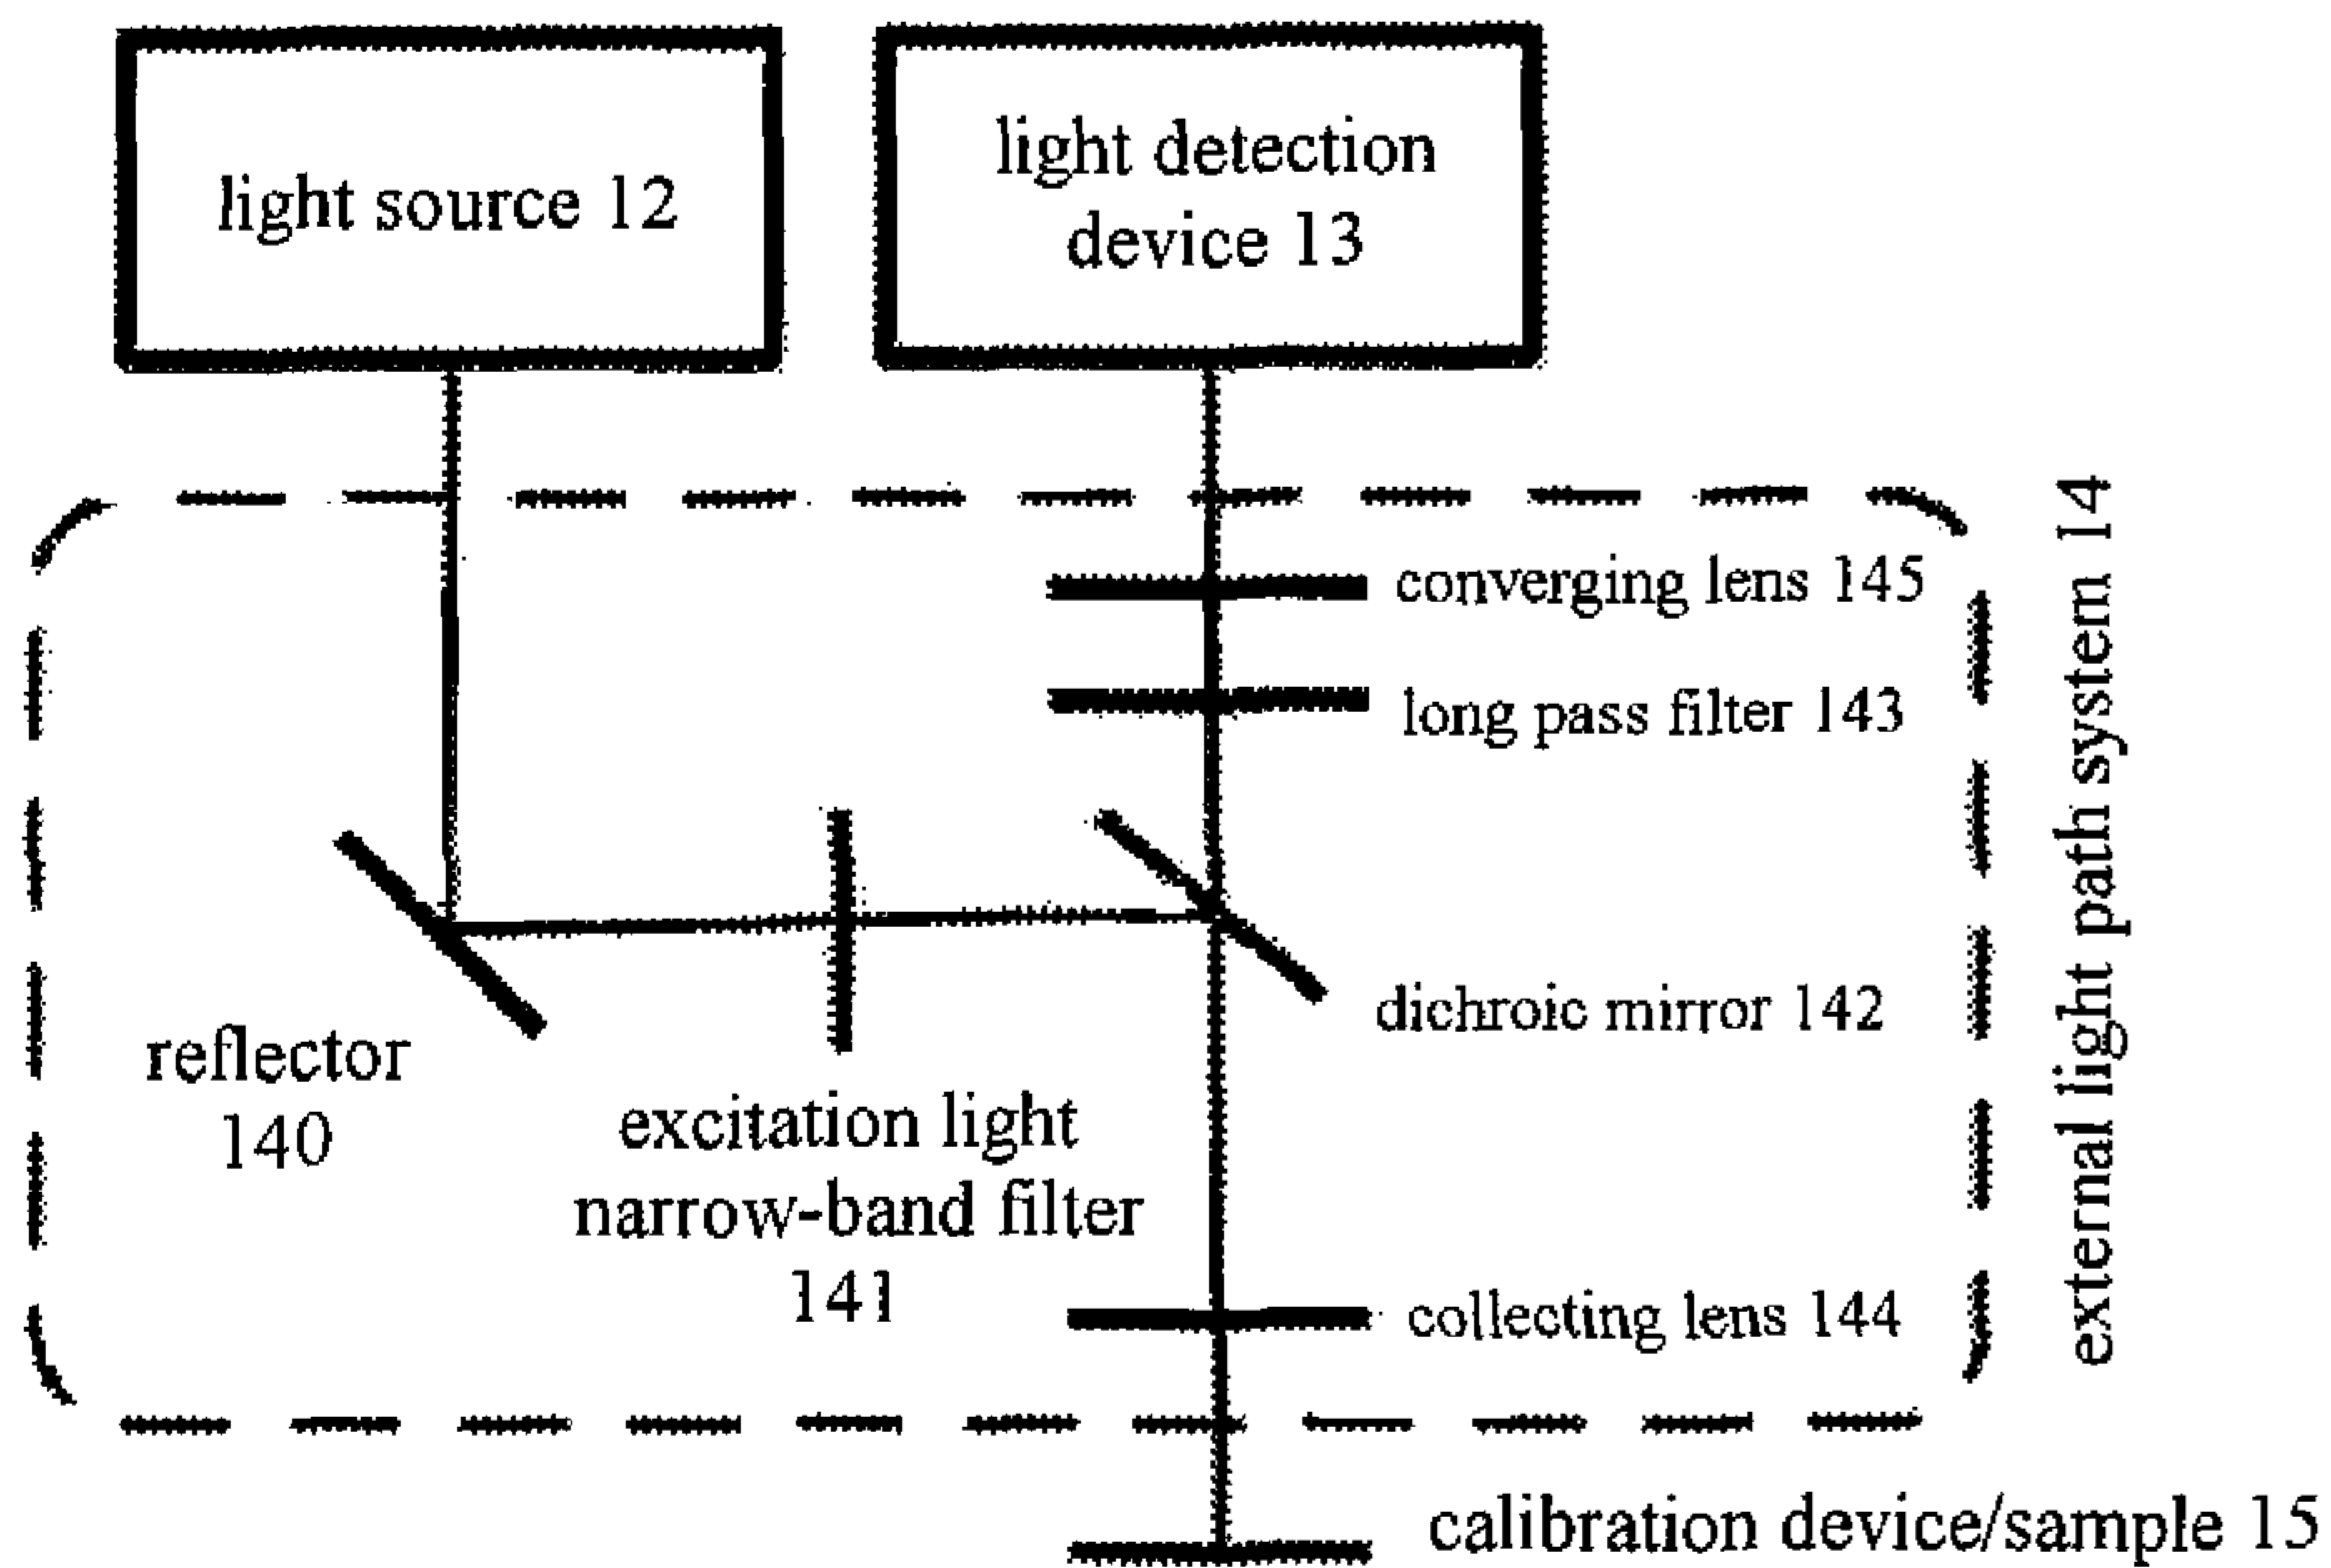 light source 12
light detection
device 13
converging lens 145
long pass filter 143
external light path system 14
dichroic mirror 142
reflector
140
excitation light
narrow-band filter
141
collecting lens 144
calibration device/sample 15